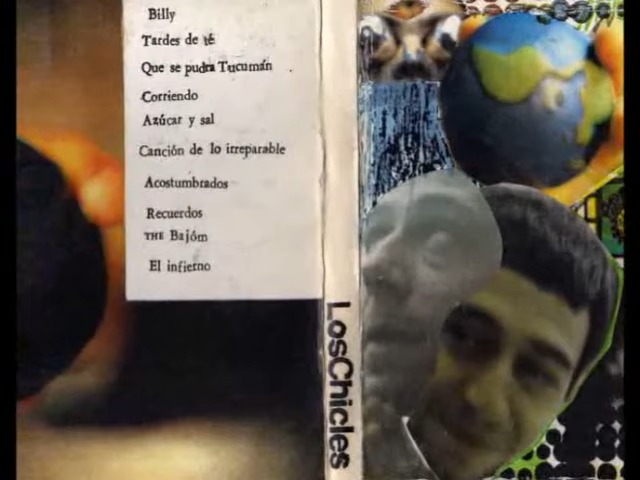 Billy
Tardes de té
Que se pudra Tucumán
Corriendo
Azúcar y sal
Canción de lo irreparable
Acostumbrados
Recuerdos
THE Bajóm
El infierno
LosChicles